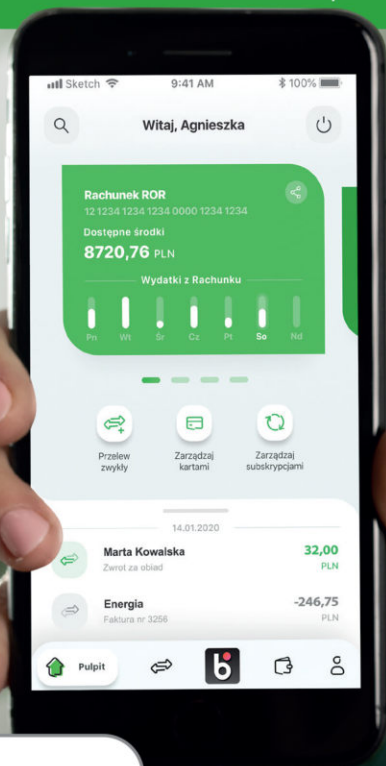 Sketch 9:41 AM 100%
Witaj, Agnieszka
Rachunek ROR
12 1234 1234 1234 0000 1234 1234
Dostępne środki
8720,76 PLN
Wydatki z Rachunku
Pn Wt Śr Cz Pt So Nd
Przelew zwykły
Zarządzaj kartami
Zarządzaj subskrypcjami
14.01.2020
Marta Kowalska 32,00
Zwrot za obiad PLN
Energia -246,75
Faktura nr 3256 PLN
Pulpit b